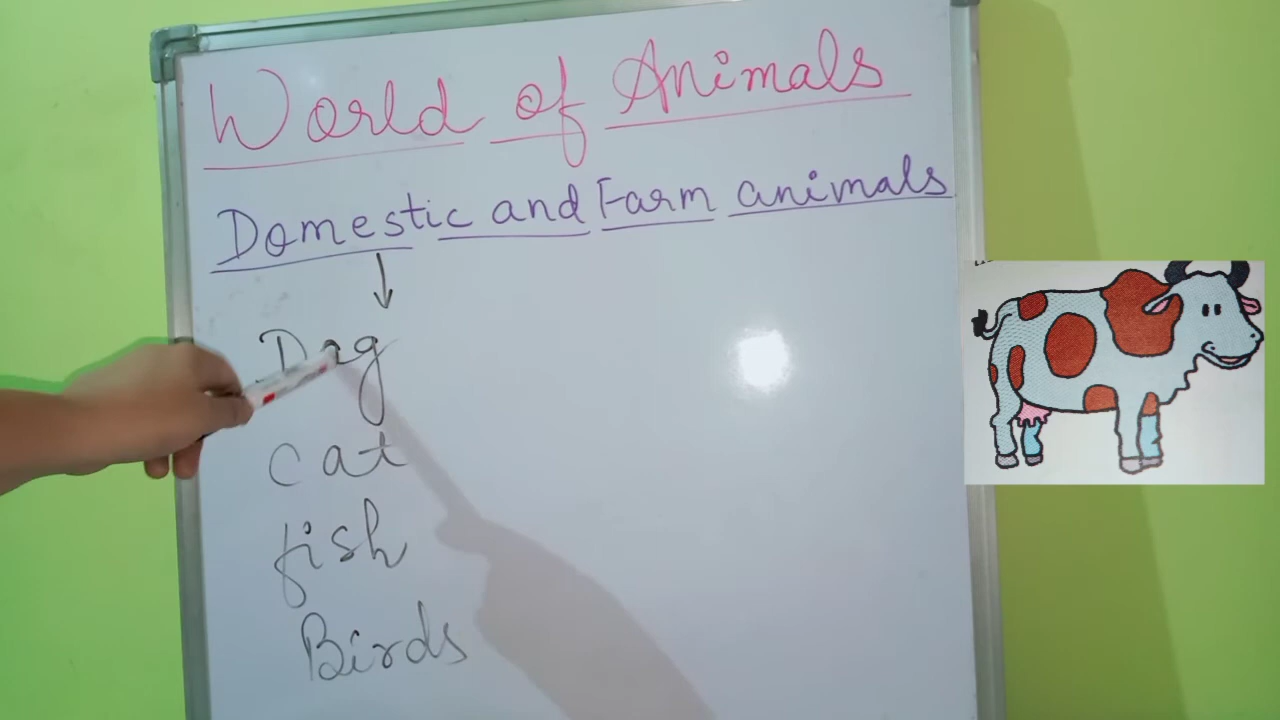 World of Animals
Domestic and Farm animals
Dog
cat
fish
Birds